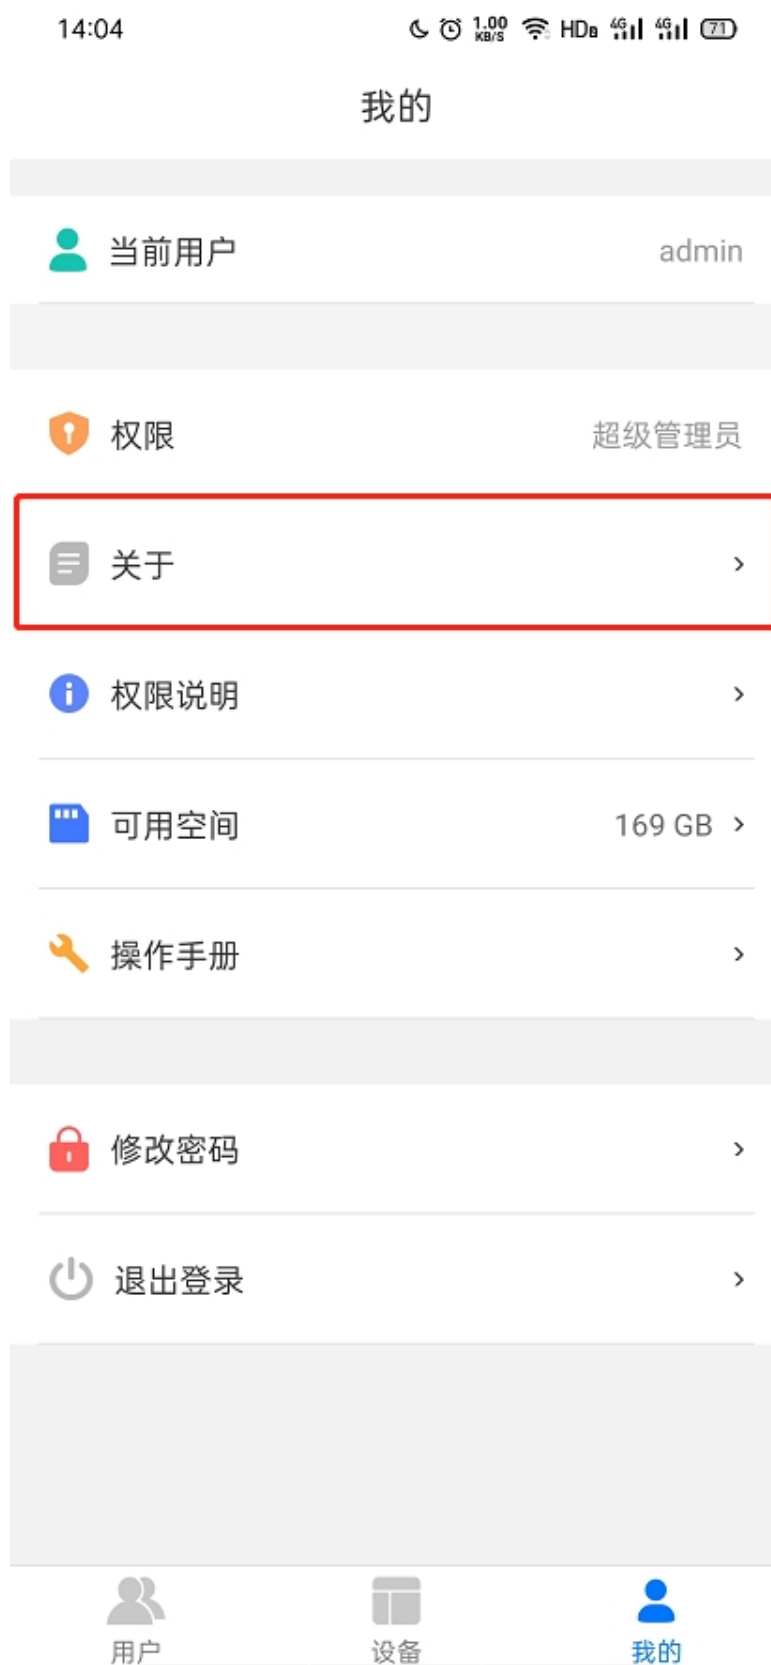 14:04 1.00 KB/S HD 4G 4G 71
我的
当前用户 admin
权限 超级管理员
关于
权限说明
可用空间 169 GB
操作手册
修改密码
退出登录
用户 设备 我的